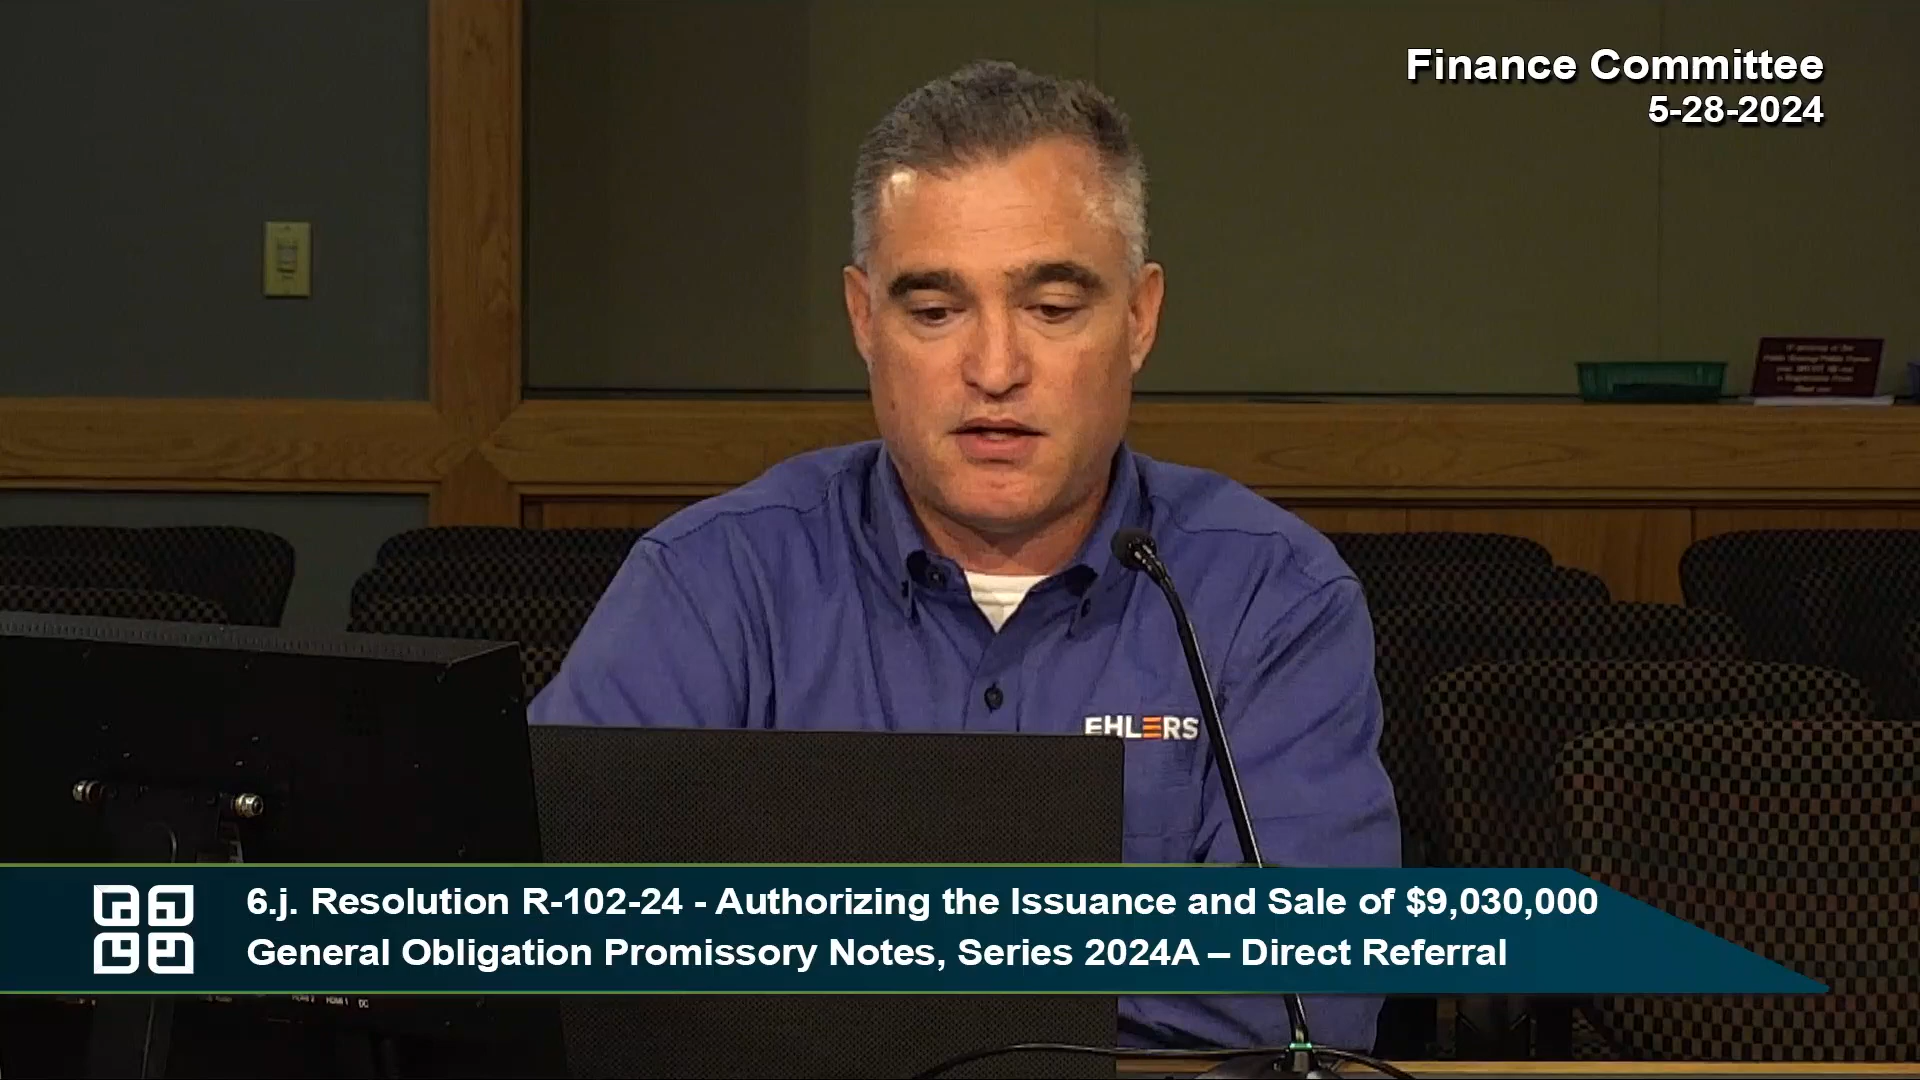 Finance Committee
5-28-2024
EHLERS
6.j. Resolution R-102-24 - Authorizing the Issuance and Sale of $9,030,000
General Obligation Promissory Notes, Series 2024A – Direct Referral